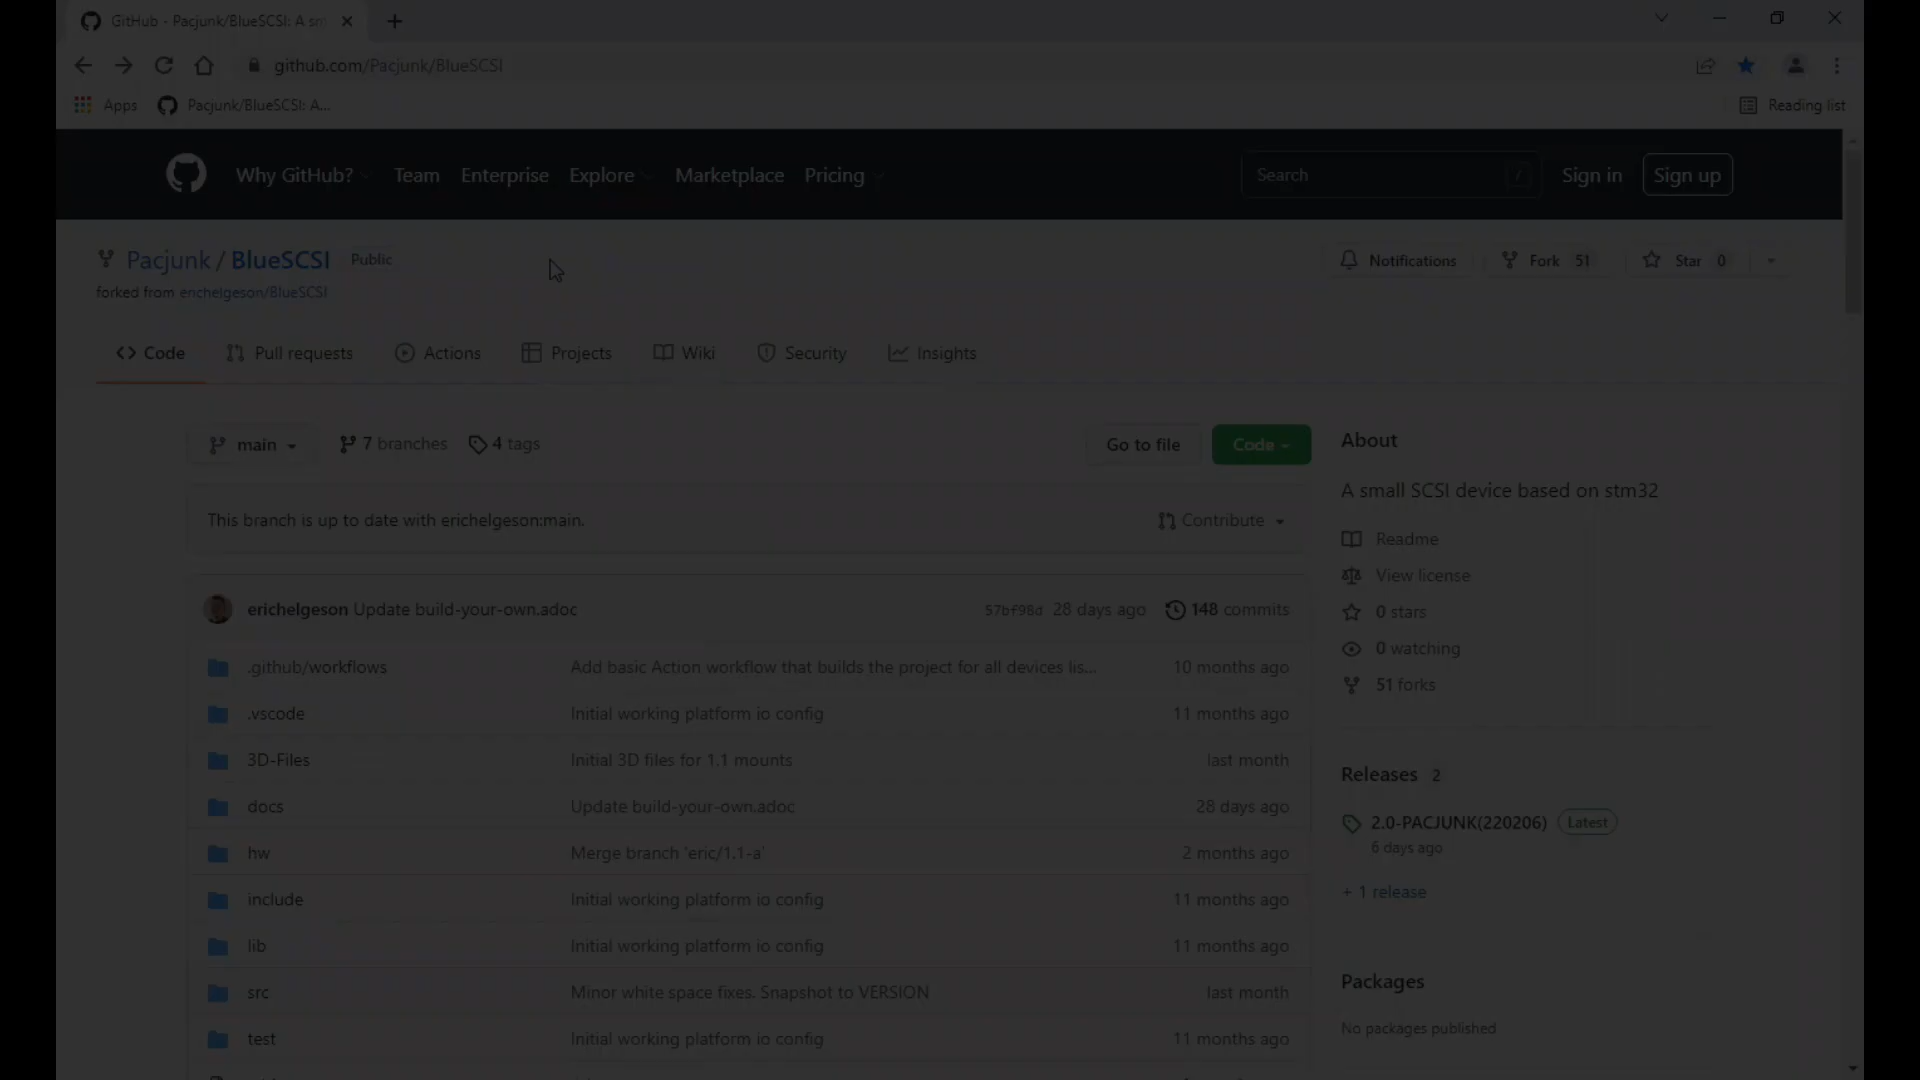 GitHub - Pacjunk/BlueSCSI: A sm
github.com/Pacjunk/BlueSCSI
Apps
Pacjunk/BlueSCSI: A...
Reading list
Why GitHub?
Team
Enterprise
Explore
Marketplace
Pricing
Search
/
Sign in
Sign up
Pacjunk / BlueSCSI
Public
Notifications
Fork 51
Star 0
forked from erichelgeson/BlueSCSI
<> Code
Pull requests
Actions
Projects
Wiki
Security
Insights
main
7 branches
4 tags
Go to file
Code
About
A small SCSI device based on stm32
This branch is up to date with erichelgeson:main.
Contribute
Readme
View license
0 stars
0 watching
51 forks
erichelgeson Update build-your-own.adoc
57bf98d 28 days ago
148 commits
.github/workflows
Add basic Action workflow that builds the project for all devices lis...
10 months ago
.vscode
Initial working platform io config
11 months ago
3D-Files
Initial 3D files for 1.1 mounts
last month
docs
Update build-your-own.adoc
28 days ago
hw
Merge branch 'eric/1.1-a'
2 months ago
include
Initial working platform io config
11 months ago
lib
Initial working platform io config
11 months ago
src
Minor white space fixes. Snapshot to VERSION
last month
test
Initial working platform io config
11 months ago
Releases 2
2.0-PACJUNK(220206)
Latest
6 days ago
+ 1 release
Packages
No packages published